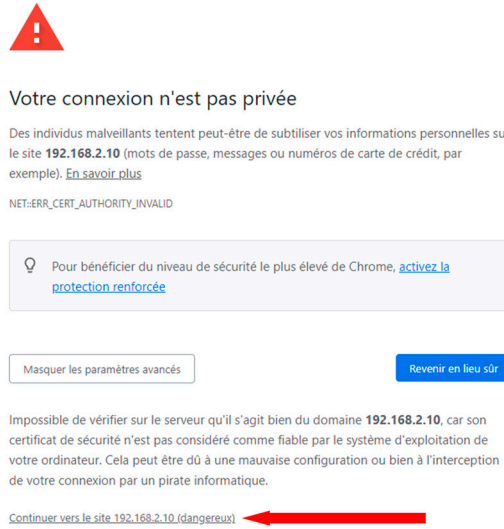 Votre connexion n'est pas privée
Des individus malveillants tentent peut-être de subtiliser vos informations personnelles su
le site 192.168.2.10 (mots de passe, messages ou numéros de carte de crédit, par
exemple). En savoir plus
NET::ERR_CERT_AUTHORITY_INVALID
Pour bénéficier du niveau de sécurité le plus élevé de Chrome, activez la
protection renforcée
Masquer les paramètres avancés
Revenir en lieu sûr
Impossible de vérifier sur le serveur qu'il s'agit bien du domaine 192.168.2.10, car son
certificat de sécurité n'est pas considéré comme fiable par le système d'exploitation de
votre ordinateur. Cela peut être dû à une mauvaise configuration ou bien à l'interception
de votre connexion par un pirate informatique.
Continuer vers le site 192.168.2.10 (dangereux)